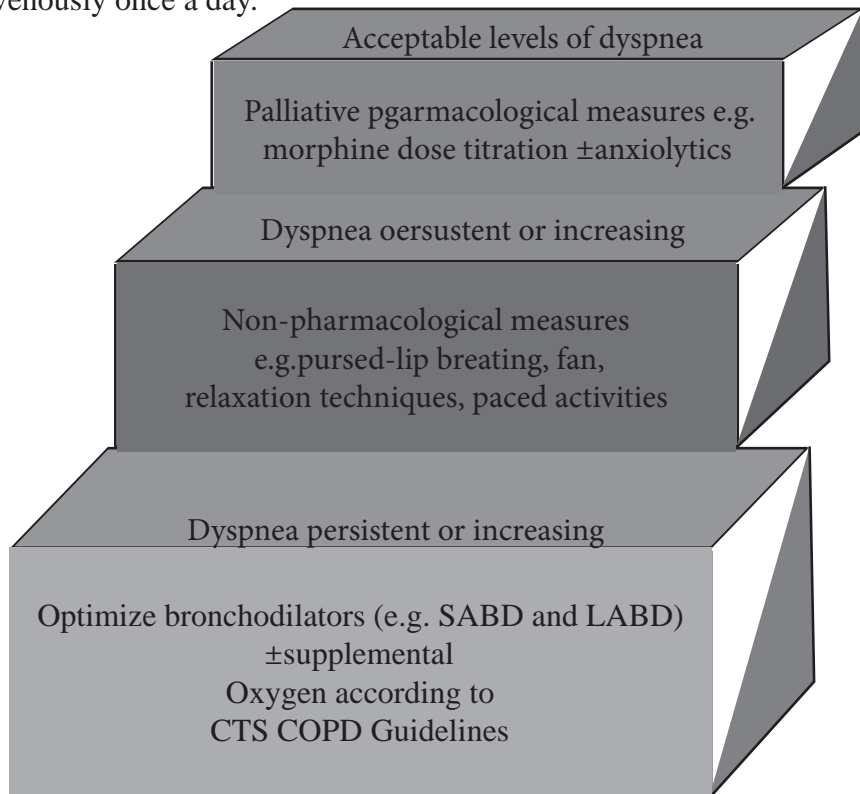 venously once a day.
Acceptable levels of dyspnea
Palliative pgarmacological measures e.g.
morphine dose titration ±anxiolytics
Dyspnea oersustent or increasing
Non-pharmacological measures
e.g.pursed-lip breating, fan,
relaxation techniques, paced activities
Dyspnea persistent or increasing
Optimize bronchodilators (e.g. SABD and LABD)
±supplemental
Oxygen according to
CTS COPD Guidelines